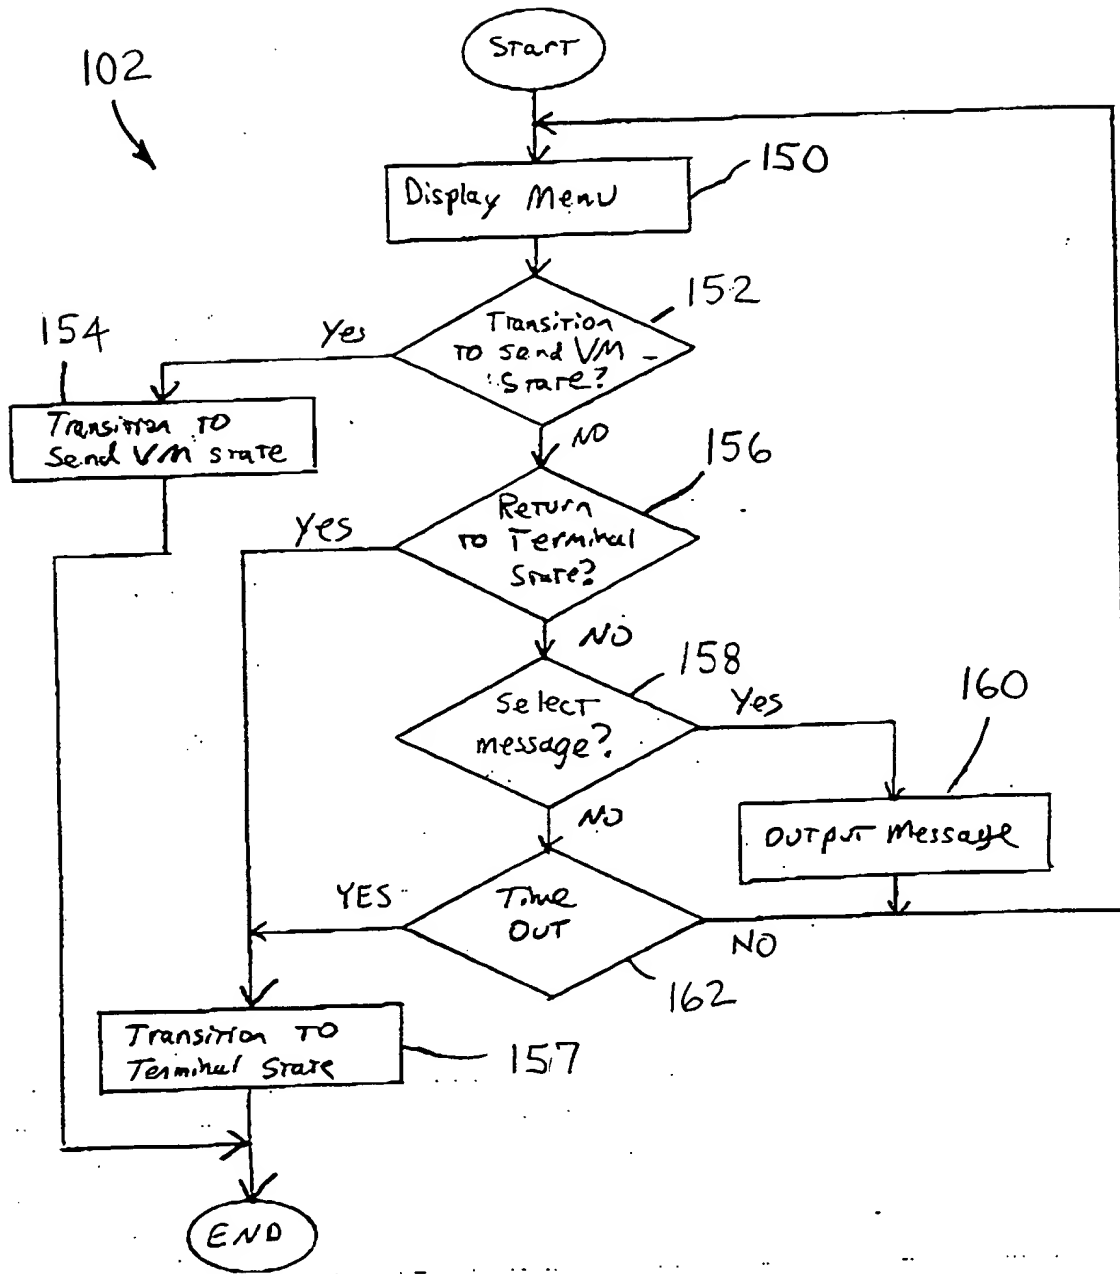 Start
102
Display Menu
150
152
Transition
to send VM
State?
Yes
154
Transition to
Send VM state
NO
156
Return
to Terminal
State?
Yes
NO
158
Select
message?
Yes
160
Output Message
NO
Time
OUT
YES
NO
162
Transition TO
Terminal State
157
END